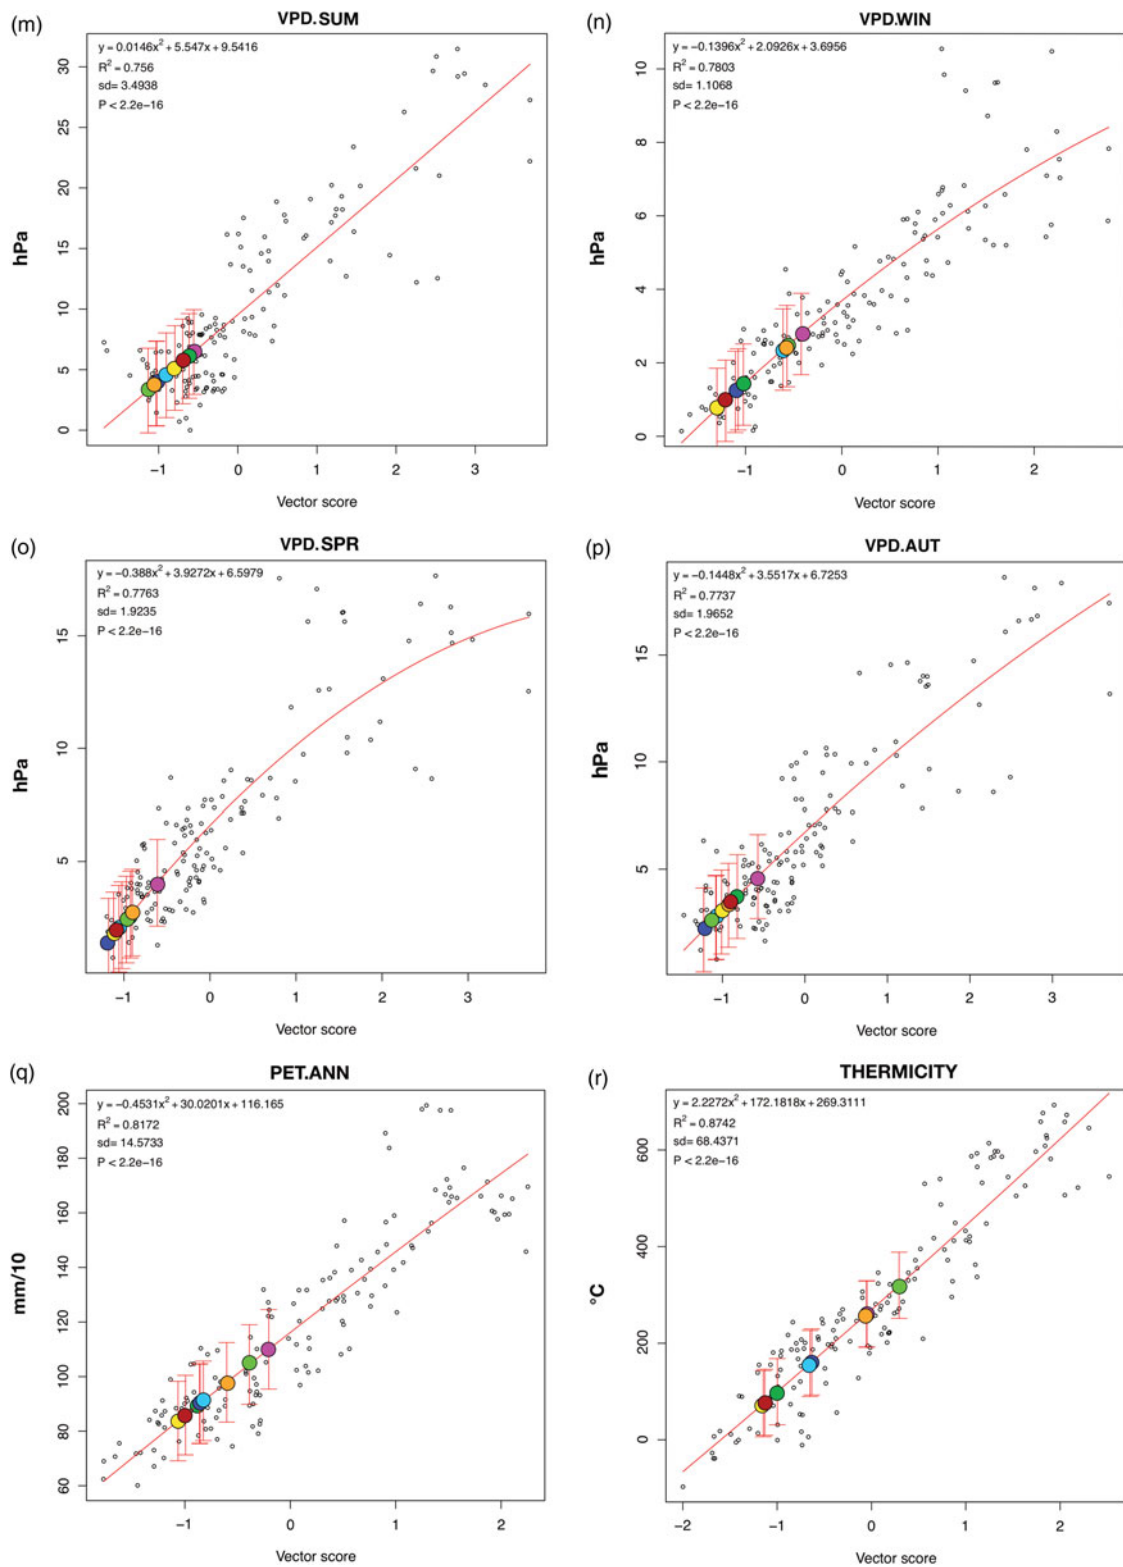 (m)
VPD.SUM
y = 0.0146x² + 5.547x + 9.5416
R² = 0.756
sd= 3.4938
P < 2.2e−16
30
25
20
15
10
5
0
hPa
−1 0 1 2 3
Vector score
(n)
VPD.WIN
y = −0.1396x² + 2.0926x + 3.6956
R² = 0.7803
sd= 1.1068
P < 2.2e−16
10
8
6
4
2
0
hPa
−1 0 1 2
Vector score
(o)
VPD.SPR
y = −0.388x² + 3.9272x + 6.5979
R² = 0.7763
sd= 1.9235
P < 2.2e−16
15
10
5
hPa
−1 0 1 2 3
Vector score
(p)
VPD.AUT
y = −0.1448x² + 3.5517x + 6.7253
R² = 0.7737
sd= 1.9652
P < 2.2e−16
15
10
5
hPa
−1 0 1 2 3
Vector score
(q)
PET.ANN
y = −0.4531x² + 30.0201x + 116.165
R² = 0.8172
sd= 14.5733
P < 2.2e−16
200
180
160
140
120
100
80
60
mm/10
−1 0 1 2
Vector score
(r)
THERMICITY
y = 2.2272x² + 172.1818x + 269.3111
R² = 0.8742
sd= 68.4371
P < 2.2e−16
600
400
200
0
°C
−2 −1 0 1 2
Vector score